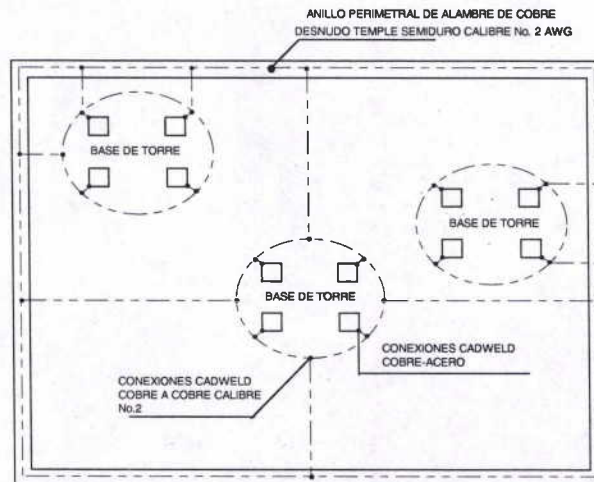 ANILLO PERIMETRAL DE ALAMBRE DE COBRE
DESNUDO TEMPLE SEMIDURO CALIBRE No. 2 AWG
BASE DE TORRE
BASE DE TORRE
BASE DE TORRE
CONEXIONES CADWELD
COBRE-ACERO
CONEXIONES CADWELD
COBRE A COBRE CALIBRE
No.2